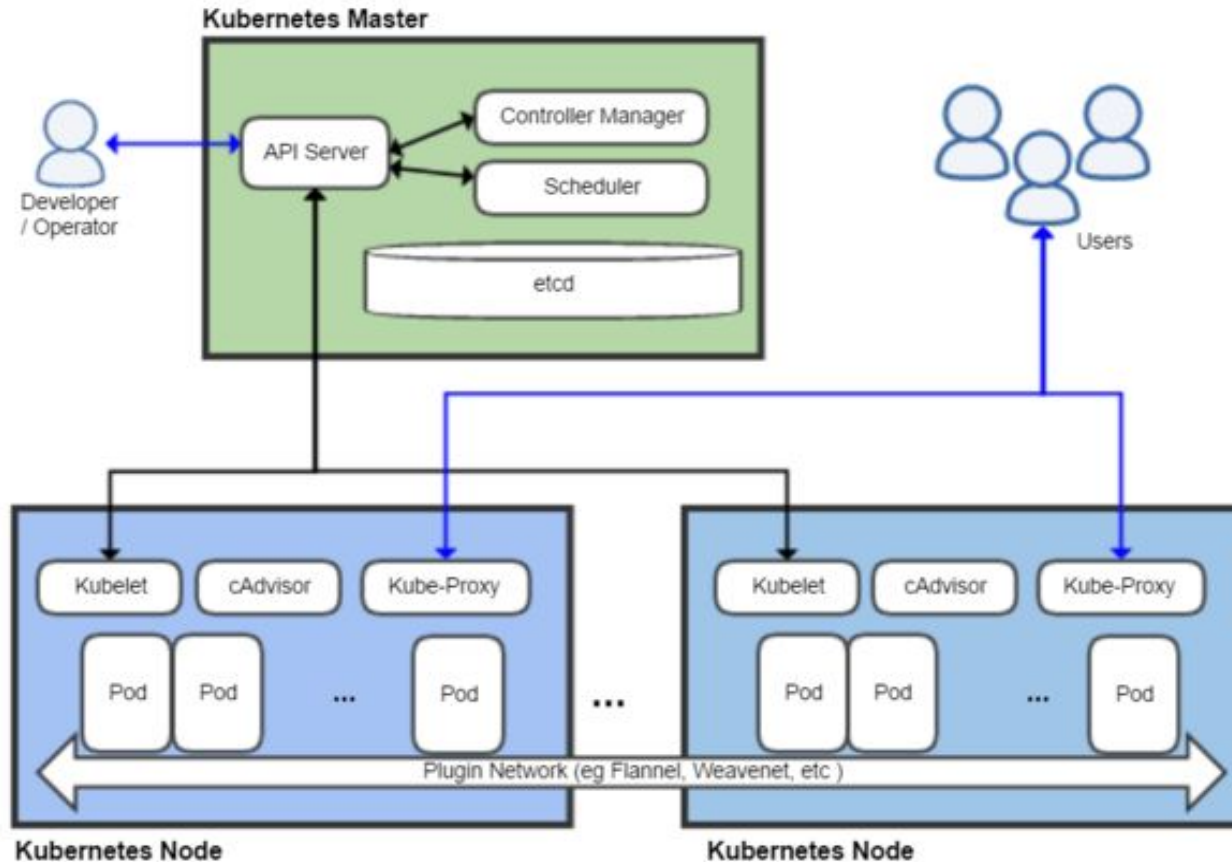 Kubernetes Master
Developer
/ Operator
API Server
Controller Manager
Scheduler
etcd
Users
Kubelet
cAdvisor
Kube-Proxy
Pod
Pod
...
Pod
...
Kubelet
cAdvisor
Kube-Proxy
Pod
Pod
...
Pod
Plugin Network (eg Flannel, Weavenet, etc )
Kubernetes Node
Kubernetes Node